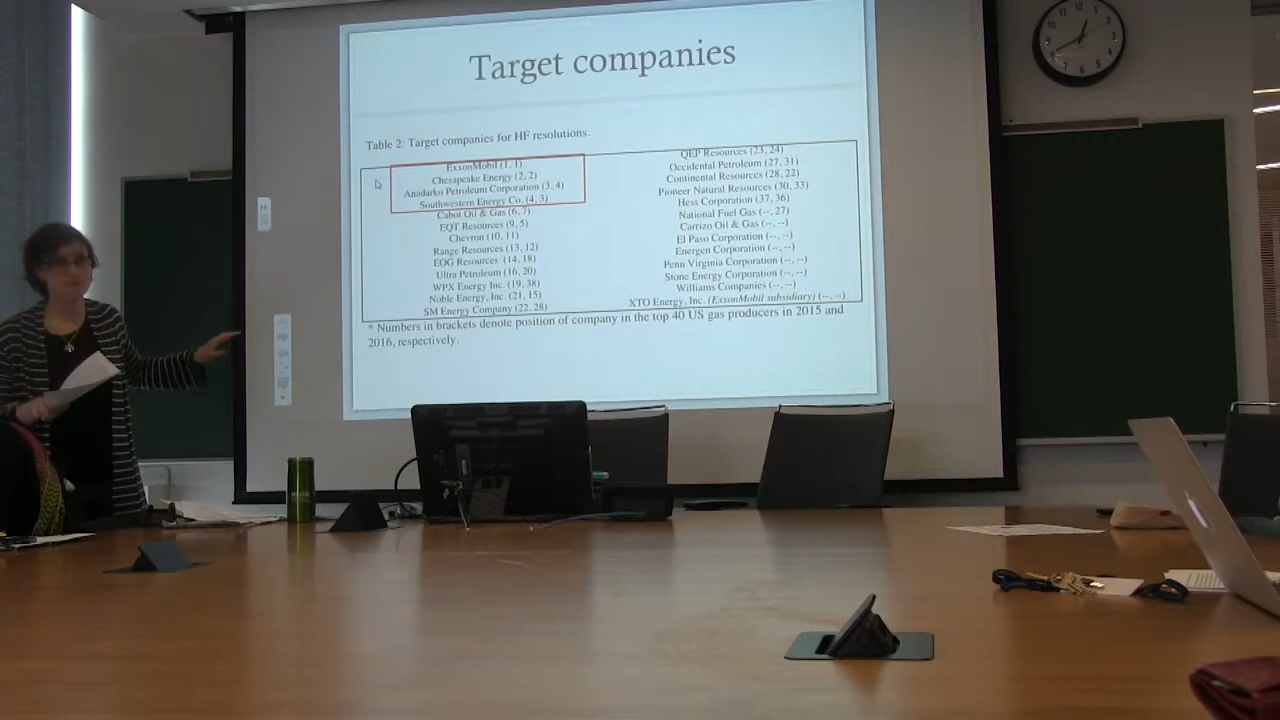 Target companies
Table 2: Target companies for HF resolutions.
ExxonMobil (1, 1)
Chesapeake Energy (2, 2)
Anadarko Petroleum Corporation (3, 4)
Southwestern Energy Co. (4, 3)
Cabot Oil & Gas (6, 7)
EQT Resources (9, 5)
Chevron (10, 11)
Range Resources (13, 12)
EOG Resources (14, 18)
Ultra Petroleum (16, 20)
WPX Energy Inc. (19, 38)
Noble Energy, Inc. (21, 15)
SM Energy Company (22, 28)
QEP Resources (23, 24)
Occidental Petroleum (27, 31)
Continental Resources (28, 22)
Pioneer Natural Resources (30, 33)
Hess Corporation (37, 36)
National Fuel Gas (--, 27)
Carrizo Oil & Gas (--, --)
El Paso Corporation (--, --)
Energen Corporation (--, --)
Penn Virginia Corporation (--, --)
Stone Energy Corporation (--, --)
Williams Companies (--, --)
XTO Energy, Inc. (ExxonMobil subsidiary) (--, --)
* Numbers in brackets denote position of company in the top 40 US gas producers in 2015 and
2016, respectively.